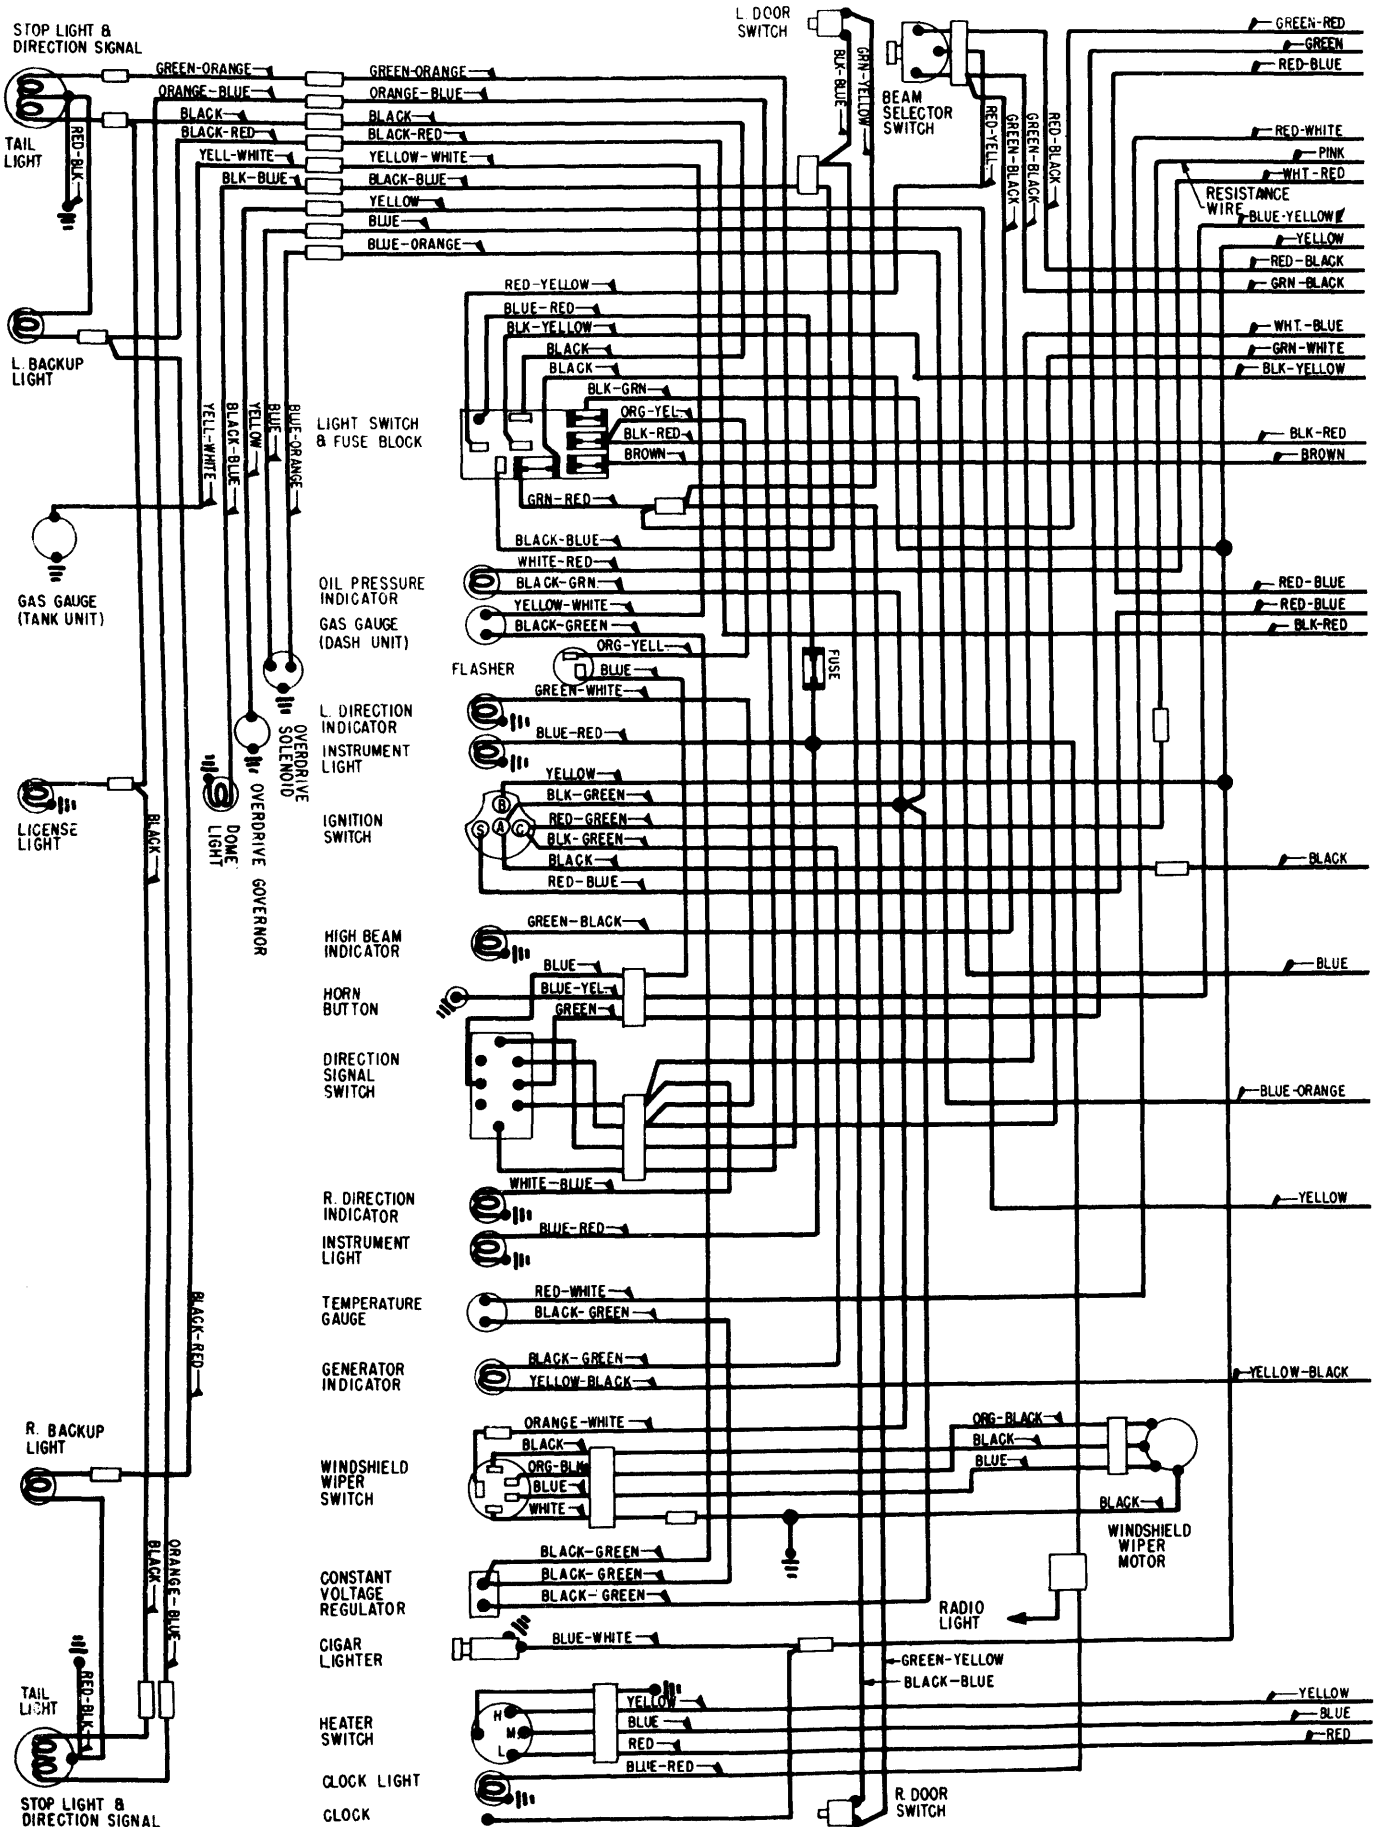 STOP LIGHT &
DIRECTION SIGNAL
TAIL
LIGHT
RED-BLK
GREEN-ORANGE
ORANGE-BLUE
BLACK
BLACK-RED
YELL-WHITE
BLK-BLUE
GREEN-ORANGE
ORANGE-BLUE
BLACK
BLACK-RED
YELLOW-WHITE
BLACK-BLUE
YELLOW
BLUE
BLUE-ORANGE
L. DOOR
SWITCH
BLK-BLUE
GRN-YELLOW
BEAM
SELECTOR
SWITCH
RED-YELL
GREEN-BLACK
GREEN-BLACK
RED-BLACK
GREEN-RED
GREEN
RED-BLUE
RED-WHITE
PINK
WHT-RED
RESISTANCE
WIRE
BLUE-YELLOW
YELLOW
RED-BLACK
GRN-BLACK
WHT.-BLUE
GRN-WHITE
BLK-YELLOW
BLK-RED
BROWN
RED-BLUE
RED-BLUE
BLK-RED
L. BACKUP
LIGHT
YELL-WHITE
BLACK-BLUE
YELLOW
BLUE
BLUE-ORANGE
RED-YELLOW
BLUE-RED
BLK-YELLOW
BLACK
BLACK
BLK-GRN
ORG-YEL.
BLK-RED
BROWN
LIGHT SWITCH
& FUSE BLOCK
GRN-RED
BLACK-BLUE
GAS GAUGE
(TANK UNIT)
OIL PRESSURE
INDICATOR
WHITE-RED
BLACK-GRN.
GAS GAUGE
(DASH UNIT)
YELLOW-WHITE
BLACK-GREEN
FLASHER
ORG-YELL.
BLUE
FUSE
L. DIRECTION
INDICATOR
GREEN-WHITE
INSTRUMENT
LIGHT
BLUE-RED
OVERDRIVE
SOLENOID
OVERDRIVE GOVERNOR
DOME
LIGHT
LICENSE
LIGHT
BLACK
IGNITION
SWITCH
B
S
A
C
YELLOW
BLK-GREEN
RED-GREEN
BLK-GREEN
BLACK
RED-BLUE
BLACK
HIGH BEAM
INDICATOR
GREEN-BLACK
HORN
BUTTON
BLUE
BLUE-YEL.
GREEN
BLUE
DIRECTION
SIGNAL
SWITCH
BLUE-ORANGE
R. DIRECTION
INDICATOR
WHITE-BLUE
YELLOW
INSTRUMENT
LIGHT
BLUE-RED
TEMPERATURE
GAUGE
RED-WHITE
BLACK-GREEN
BLACK-RED
GENERATOR
INDICATOR
BLACK-GREEN
YELLOW-BLACK
YELLOW-BLACK
R. BACKUP
LIGHT
WINDSHIELD
WIPER
SWITCH
ORANGE-WHITE
BLACK
BLUE
WHITE
ORG-BLACK
BLACK
BLUE
BLACK
WINDSHIELD
WIPER
MOTOR
BLACK
ORANGE-BLUE
CONSTANT
VOLTAGE
REGULATOR
BLACK-GREEN
BLACK-GREEN
BLACK-GREEN
RADIO
LIGHT
CIGAR
LIGHTER
BLUE-WHITE
GREEN-YELLOW
BLACK-BLUE
RED-BLK
TAIL
LIGHT
HEATER
SWITCH
H
M
L
YELLOW
BLUE
RED
YELLOW
BLUE
RED
CLOCK LIGHT
BLUE-RED
CLOCK
R. DOOR
SWITCH
STOP LIGHT &
DIRECTION SIGNAL